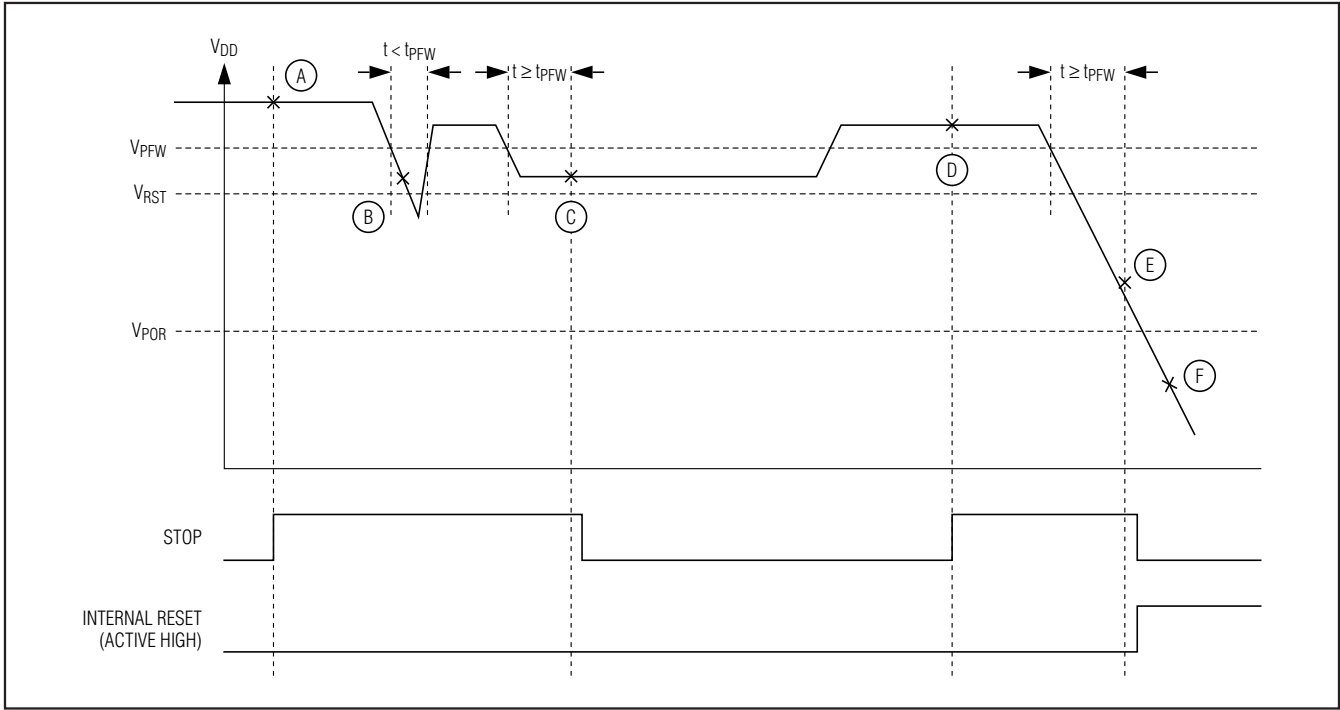 VDD
t < tPFW
t ≥ tPFW
t ≥ tPFW
A
VPFW
D
VRST
B
C
E
VPOR
F
STOP
INTERNAL RESET
(ACTIVE HIGH)